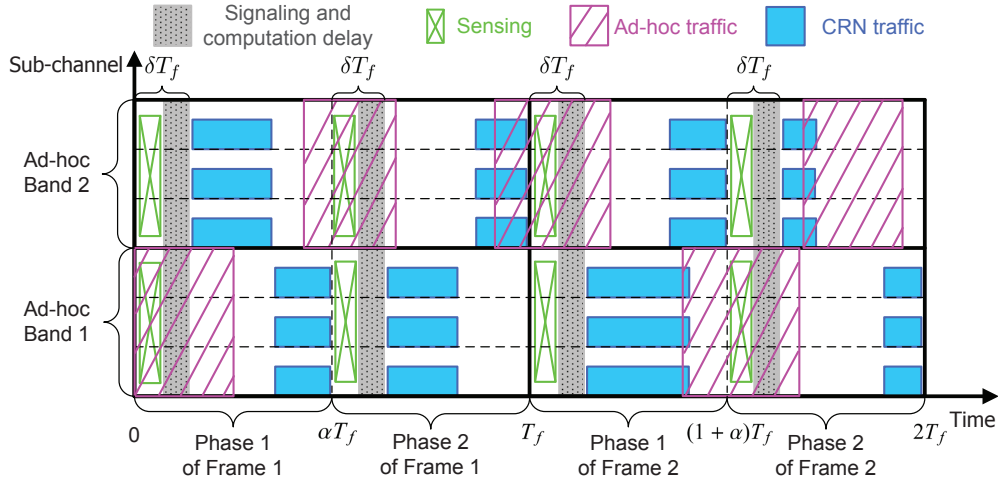 Signaling and
computation delay
Sensing
Ad-hoc traffic
CRN traffic
Sub-channel
δT_f
δT_f
δT_f
δT_f
Ad-hoc
Band 2
Ad-hoc
Band 1
0
αT_f
T_f
(1 + α)T_f
2T_f
Time
Phase 1
of Frame 1
Phase 2
of Frame 1
Phase 1
of Frame 2
Phase 2
of Frame 2